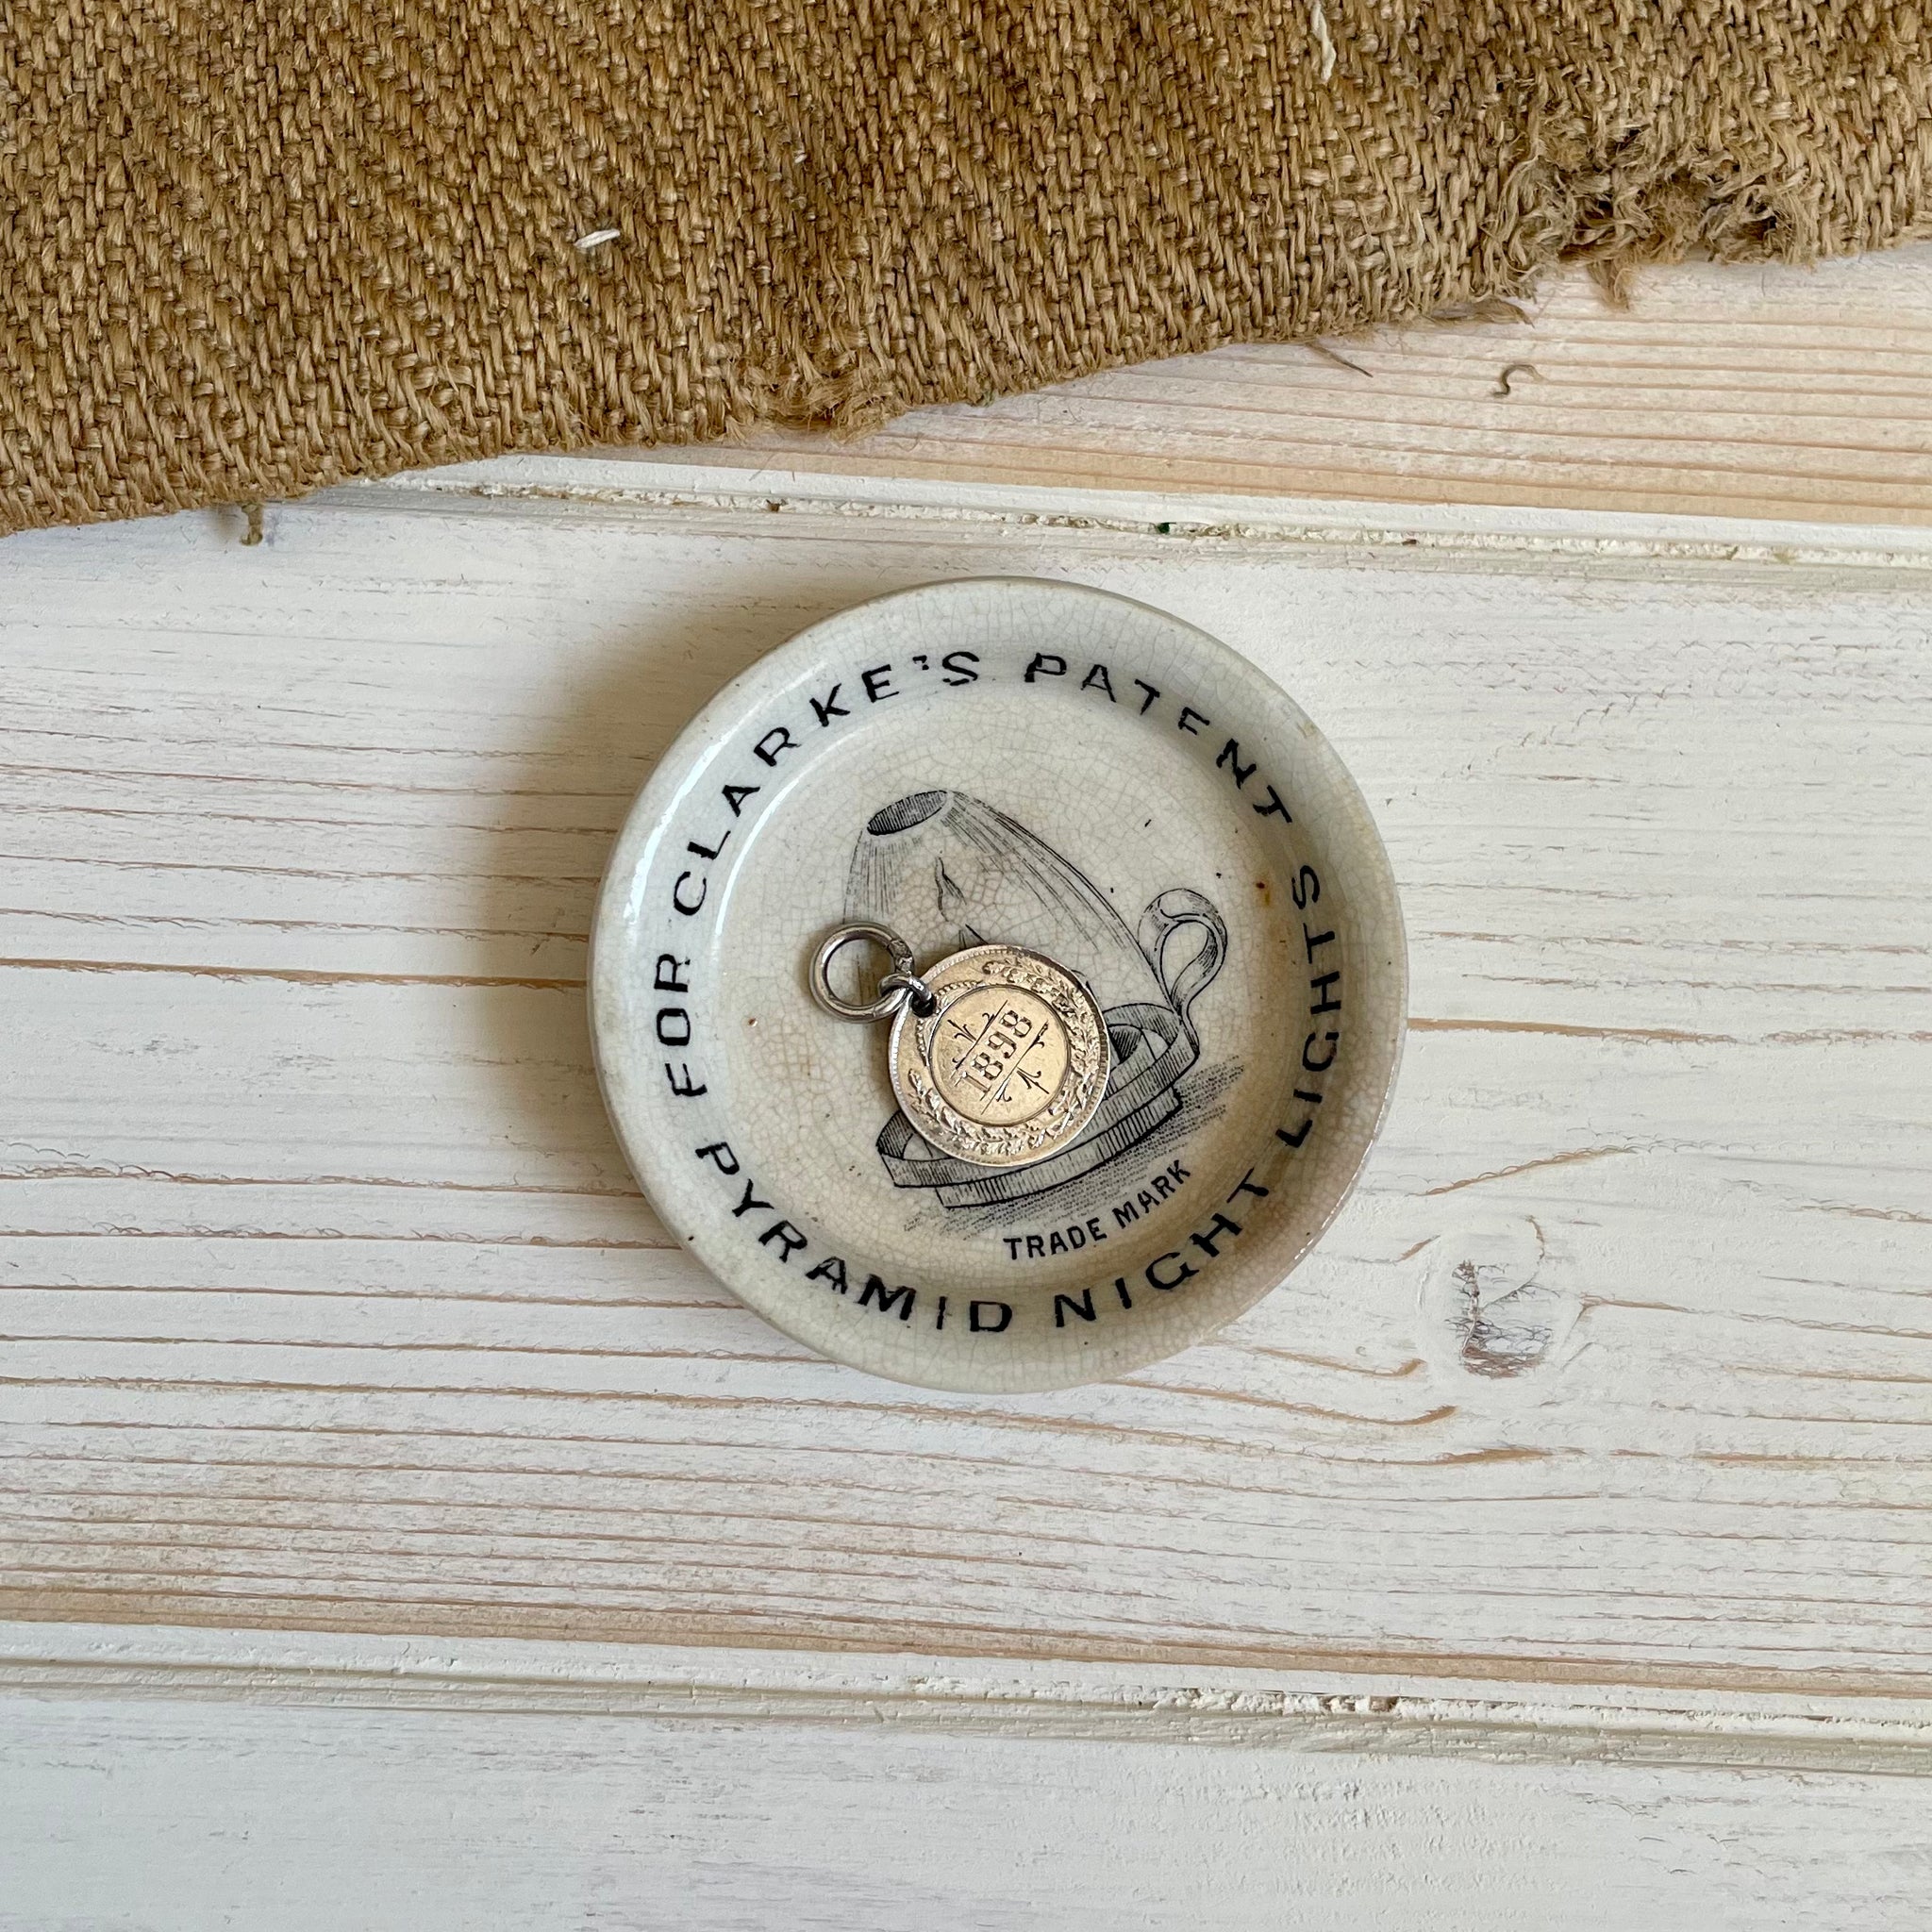 FOR CLARKE'S PATENT LIGHTS
PYRAMID NIGHT
TRADE MARK
1898